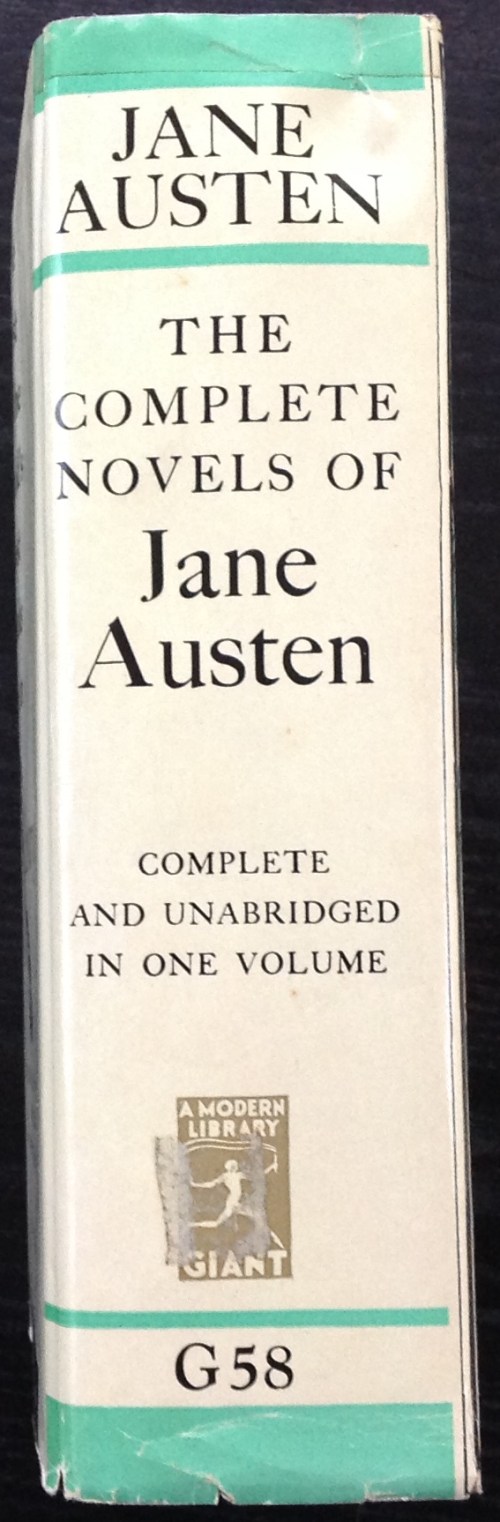 JANE
AUSTEN
THE
COMPLETE
NOVELS OF
Jane
Austen
COMPLETE
AND UNABRIDGED
IN ONE VOLUME
A MODERN
LIBRARY
GIANT
G58